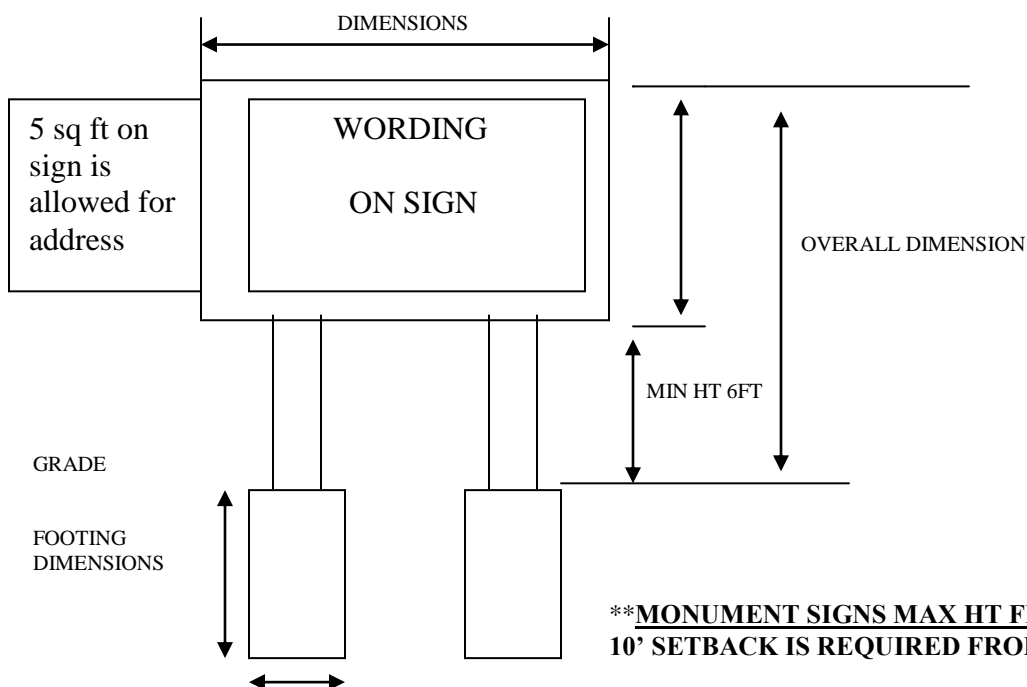 DIMENSIONS
5 sq ft on
sign is
allowed for
address
WORDING
ON SIGN
OVERALL DIMENSION
MIN HT 6FT
GRADE
FOOTING
DIMENSIONS
**MONUMENT SIGNS MAX HT
10’ SETBACK IS REQUIRED